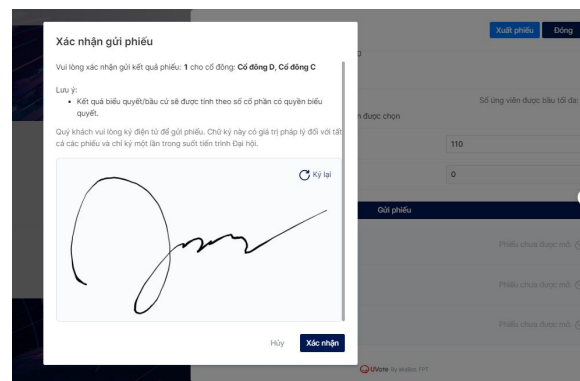 Xác nhận gửi phiếu
Vui lòng xác nhận gửi kết quả phiếu: 1 cho cổ đông: Cổ đông D, Cổ đông C
Lưu ý:
Kết quả biểu quyết/bầu cử sẽ được tính theo số cổ phần có quyền biểu
quyết.
Quý khách vui lòng ký điện tử để gửi phiếu. Chữ ký này có giá trị pháp lý đối với tất
cả các phiếu và chỉ ký một lần trong suốt tiến trình Đại hội.
Ký lại
Hủy
Xác nhận
Xuất phiếu
Đóng
Số ứng viên được bầu tối đa:
n được chọn
110
0
Gửi phiếu
Phiếu chưa được mở.
Phiếu chưa được mở.
Phiếu chưa được mở.
UVote By Akabot, FPT